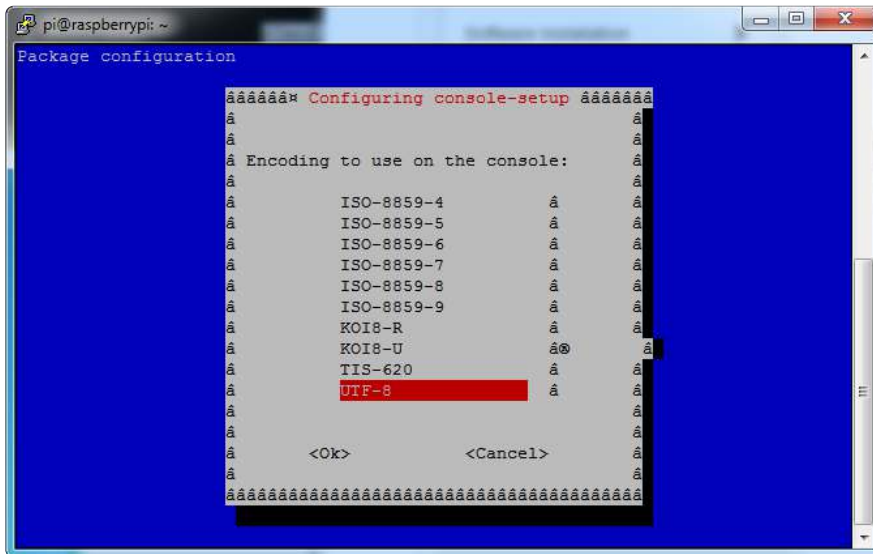 pi@raspberrypi: ~
Package configuration
ââââââ¤ Configuring console-setup âââââââ
â â
â â
â Encoding to use on the console: â
â â
â ISO-8859-4 â â
â ISO-8859-5 â â
â ISO-8859-6 â â
â ISO-8859-7 â â
â ISO-8859-8 â â
â ISO-8859-9 â â
â KOI8-R â â
â KOI8-U â® â
â TIS-620 â â
â UTF-8 â â
â â
â â
â <Ok> <Cancel> â
â â
ââââââââââââââââââââââââââââââââââââââââ